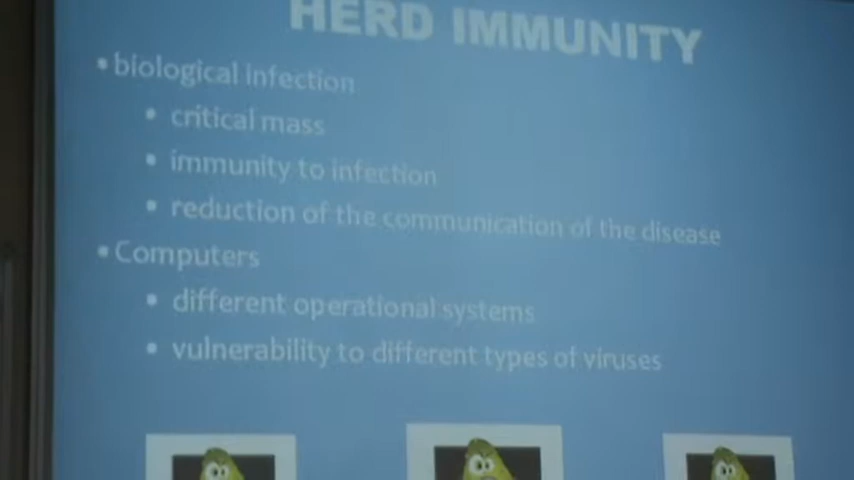 HERD IMMUNITY
• biological infection
• critical mass
• immunity to infection
• reduction of the communication of the disease
• Computers
• different operational systems
• vulnerability to different types of viruses